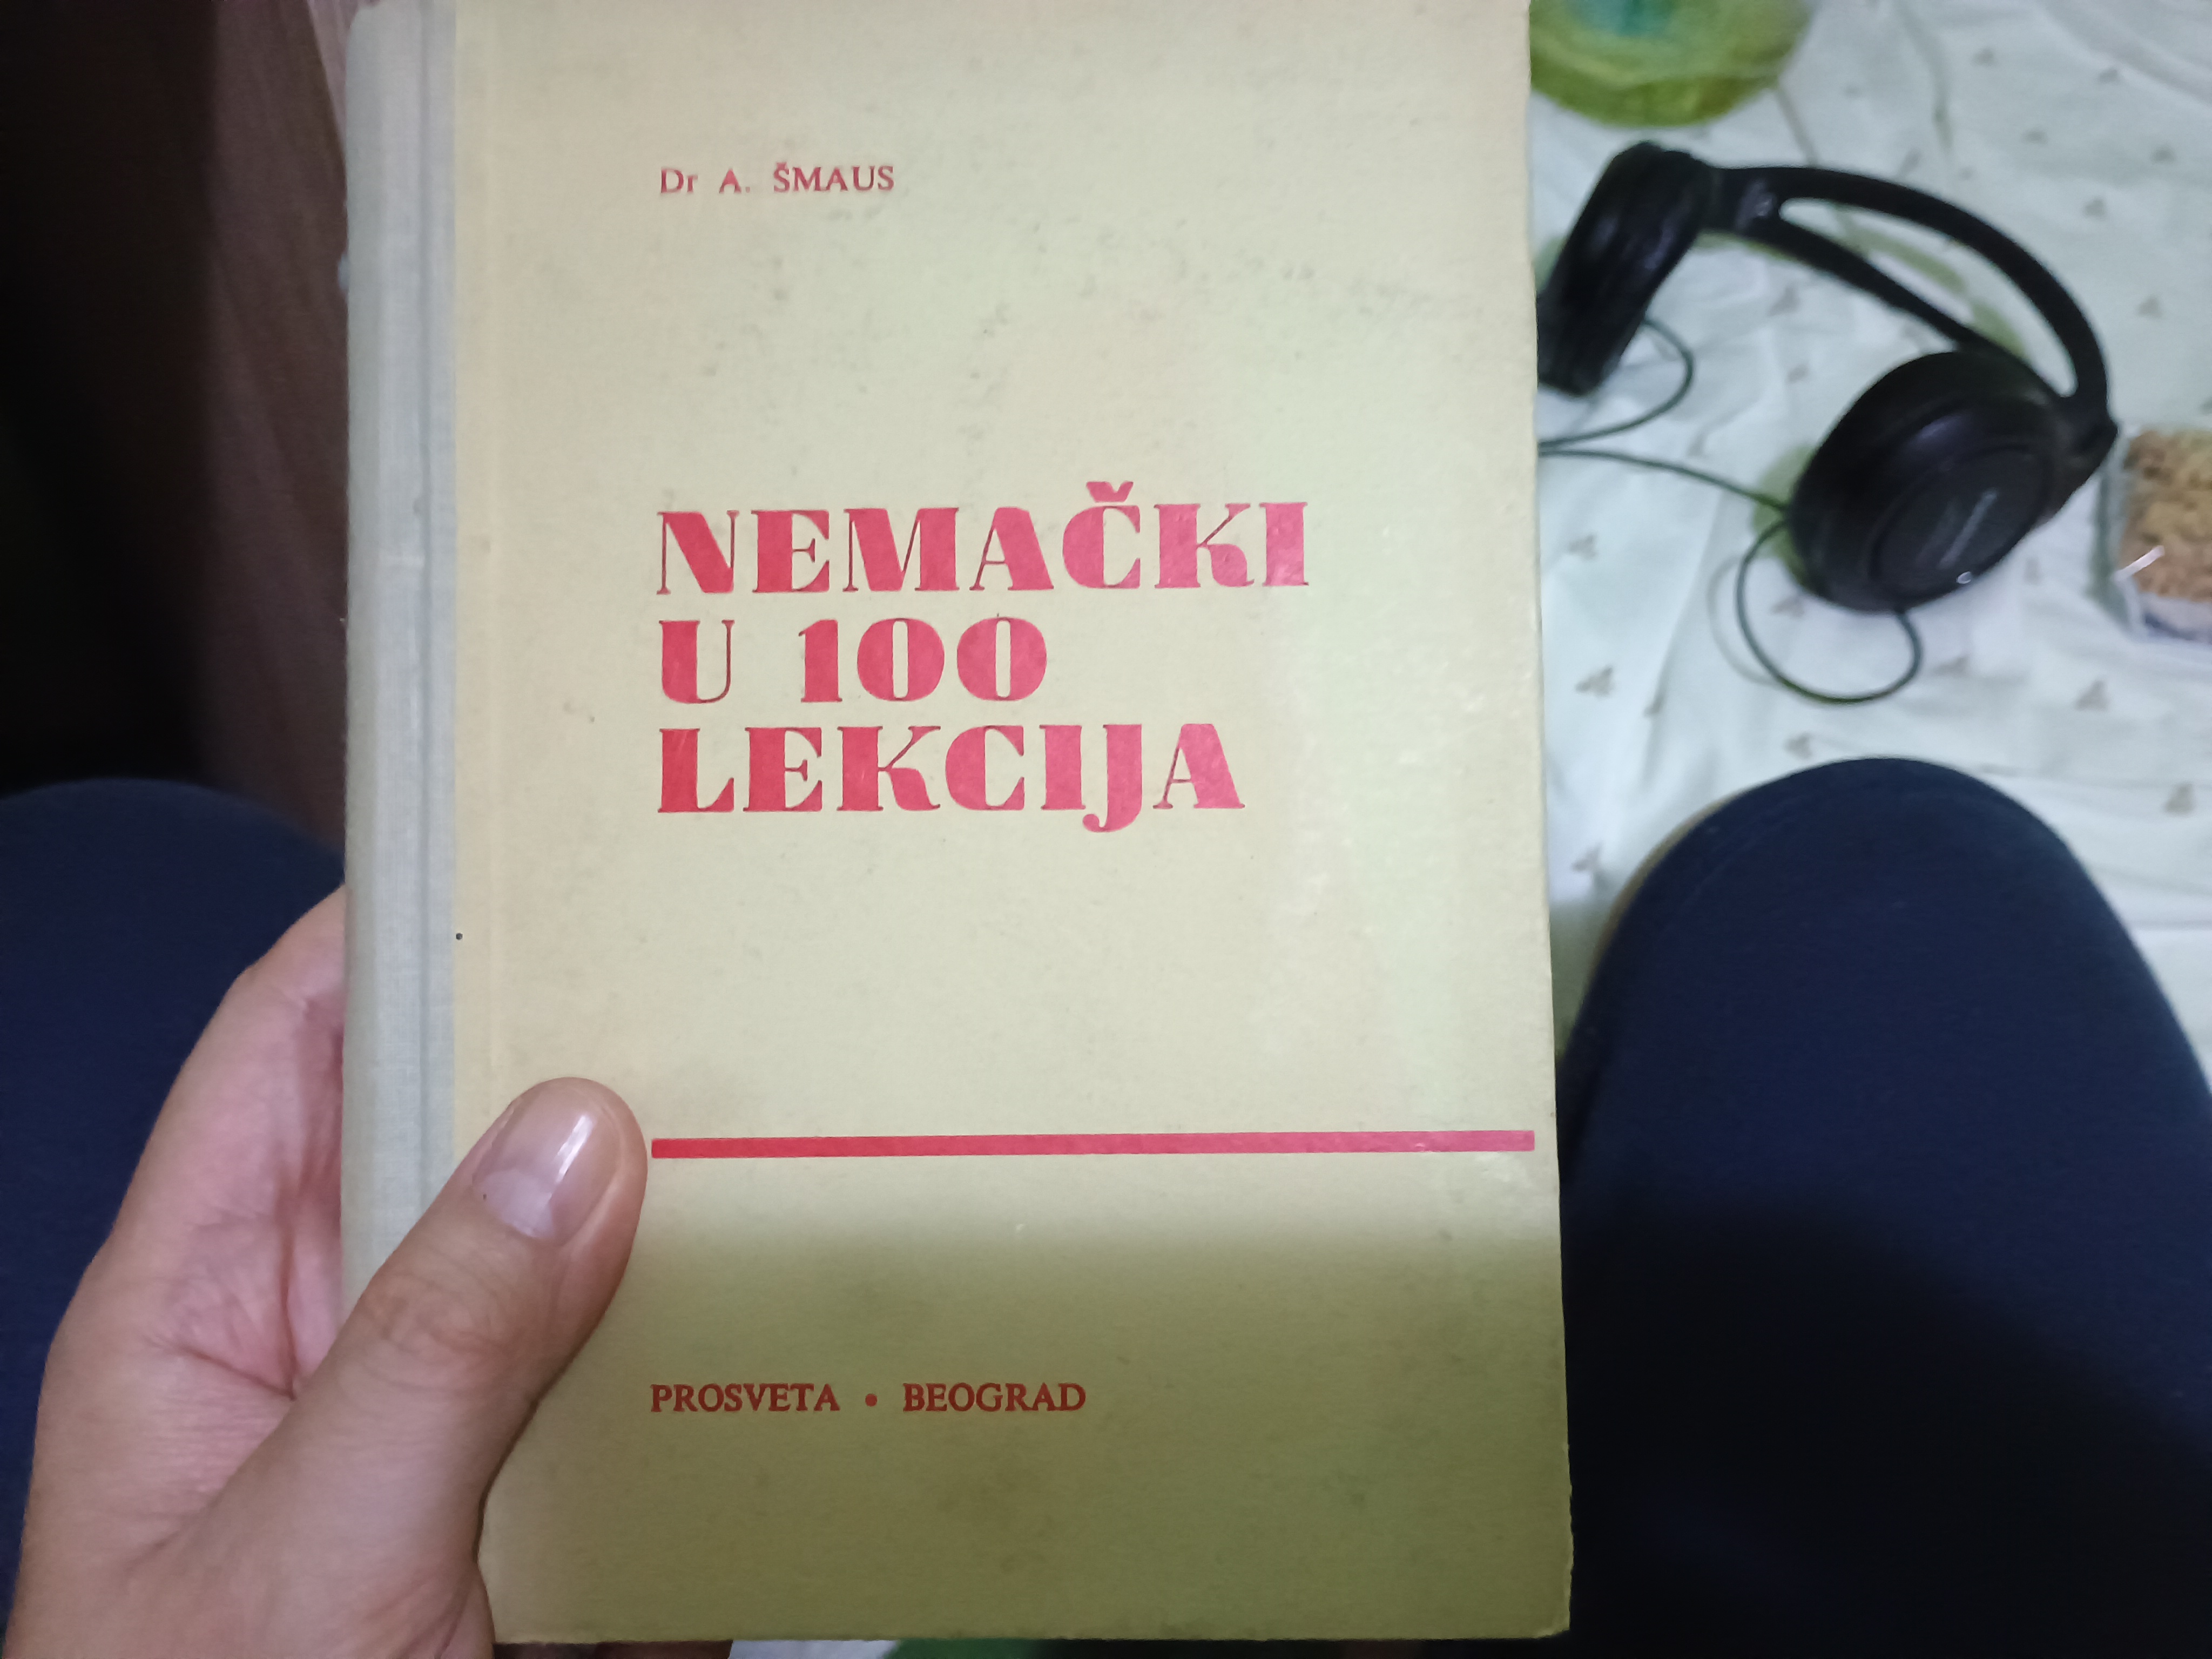 Dr A. ŠMAUS
NEMAČKI
U 100
LEKCIJA
PROSVETA • BEOGRAD